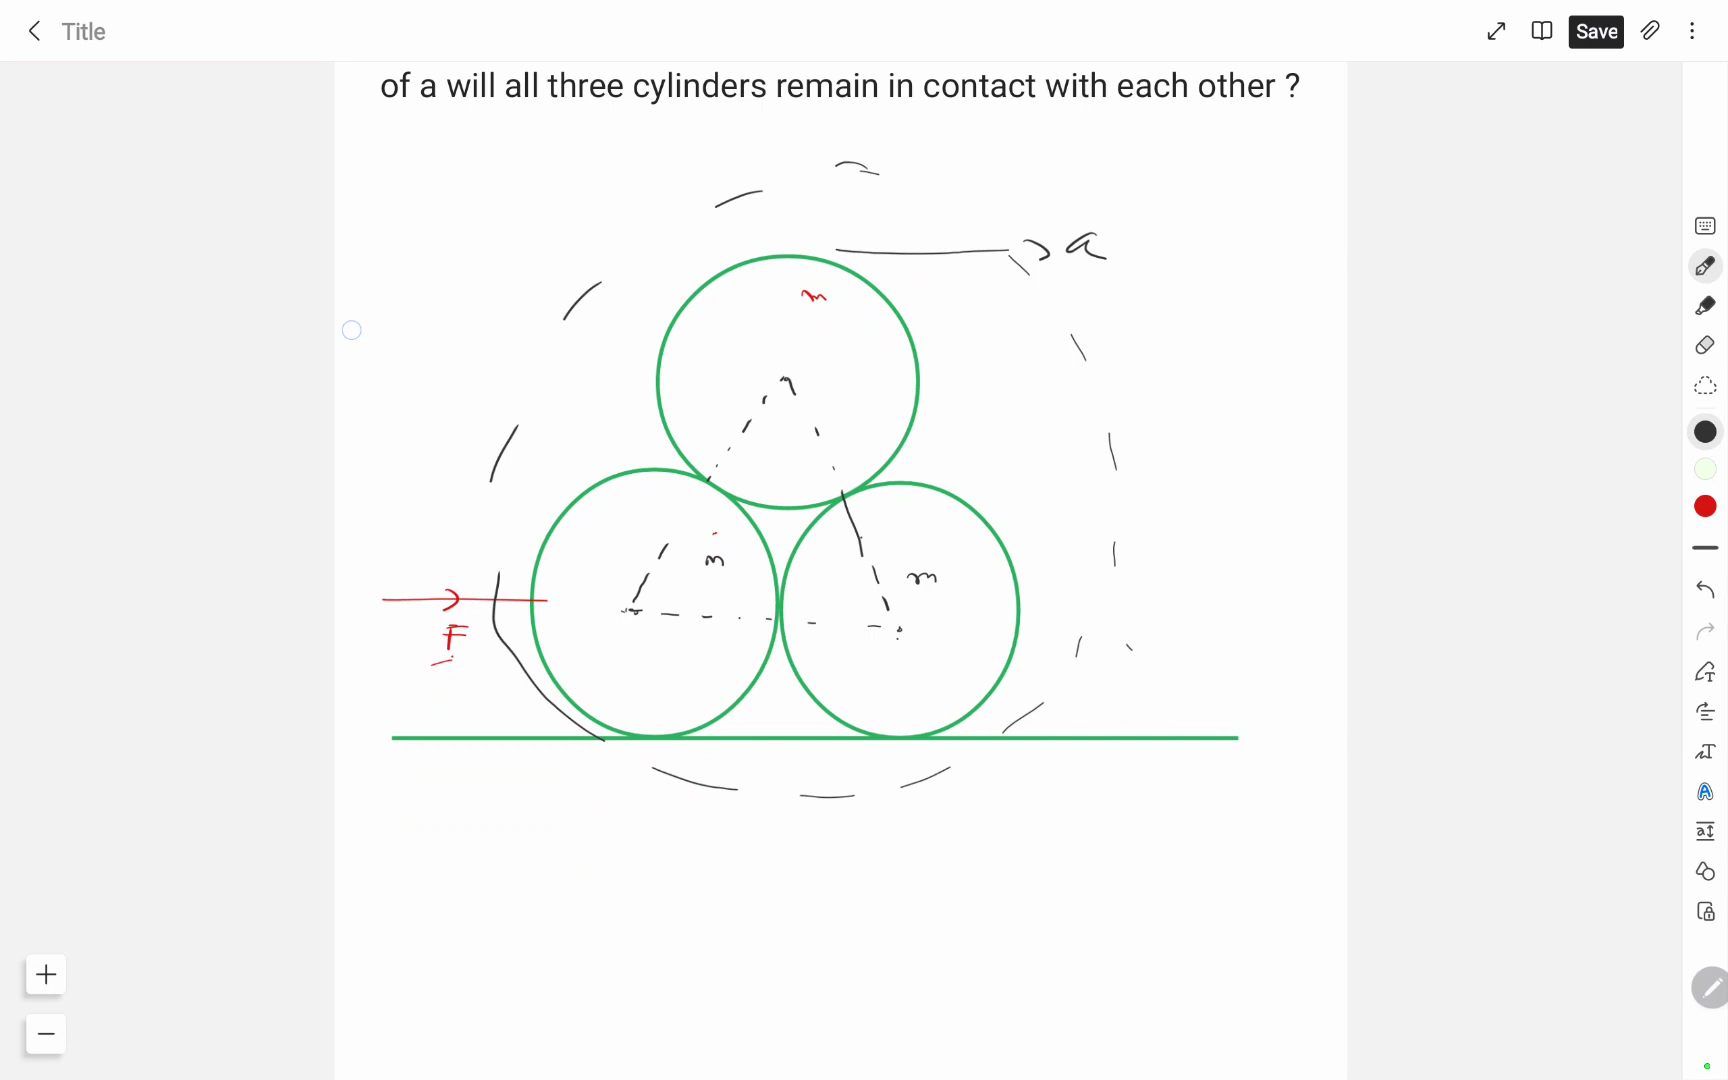 Title
Save
of a will all three cylinders remain in contact with each other ?
a
m
m
m
F